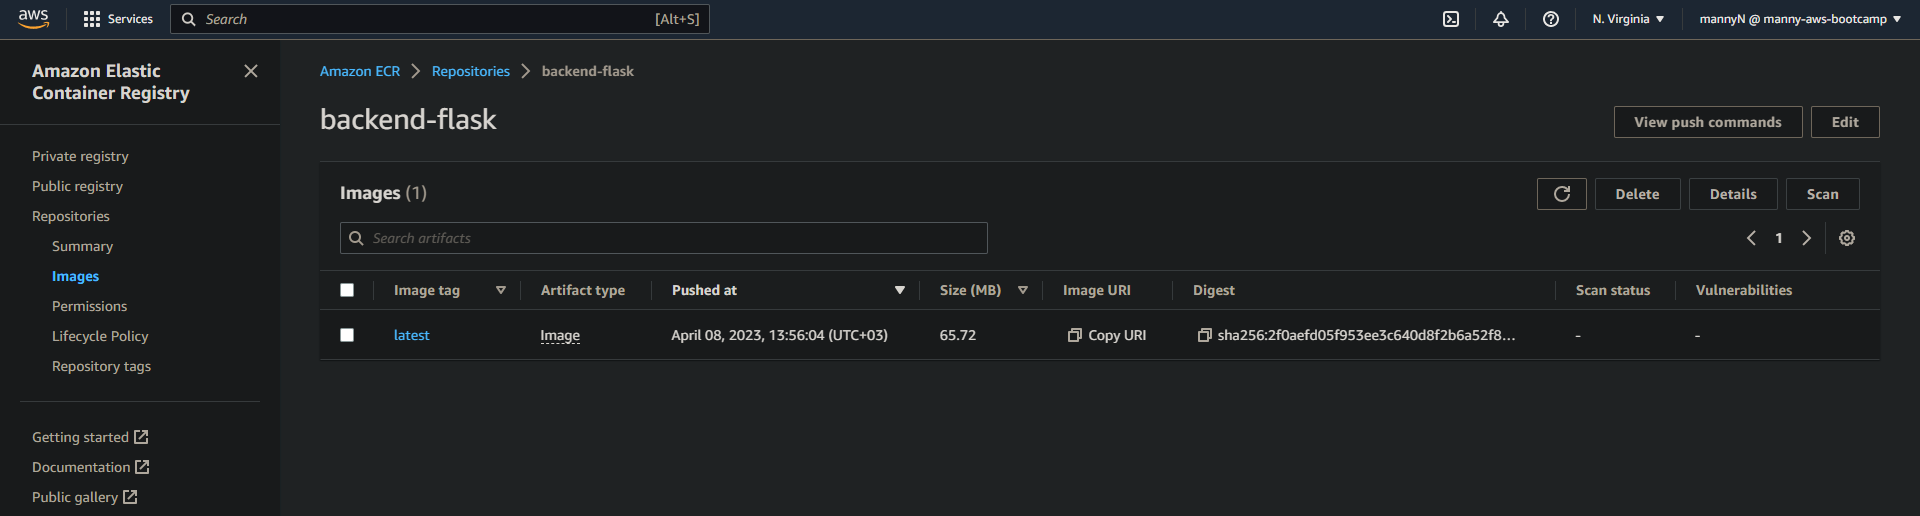 aws
Services
Search
[Alt+S]
N. Virginia
mannyN @ manny-aws-bootcamp
Amazon Elastic
Container Registry
Private registry
Public registry
Repositories
Summary
Images
Permissions
Lifecycle Policy
Repository tags
Getting started
Documentation
Public gallery
Amazon ECR
Repositories
backend-flask
backend-flask
View push commands
Edit
Images (1)
Delete
Details
Scan
Search artifacts
1
Image tag
Artifact type
Pushed at
Size (MB)
Image URI
Digest
Scan status
Vulnerabilities
latest
Image
April 08, 2023, 13:56:04 (UTC+03)
65.72
Copy URI
sha256:2f0aefd05f953ee3c640d8f2b6a52f8...
-
-